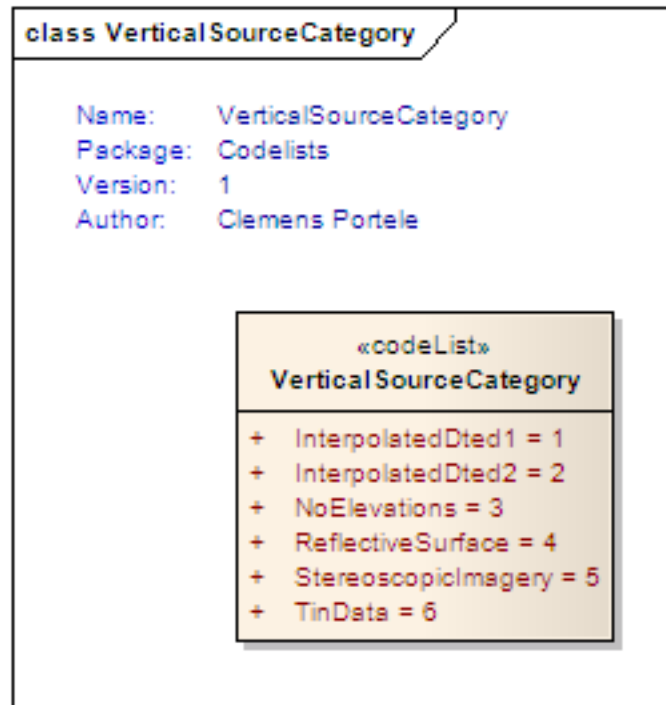 class VerticalSourceCategory
Name: VerticalSourceCategory
Package: Codelists
Version: 1
Author: Clemens Portele
«codeList»
VerticalSourceCategory
+ InterpolatedDted1 = 1
+ InterpolatedDted2 = 2
+ NoElevations = 3
+ ReflectiveSurface = 4
+ StereoscopicImagery = 5
+ TinData = 6